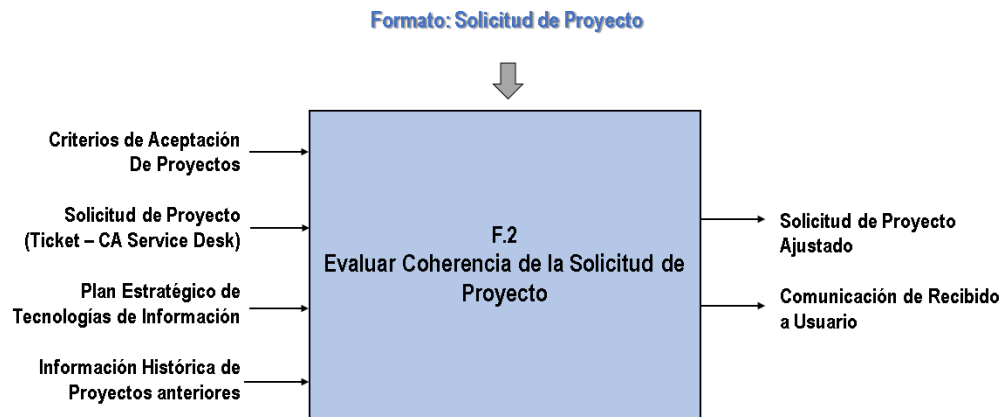 Formato: Solicitud de Proyecto
Criterios de Aceptación
De Proyectos
Solicitud de Proyecto
(Ticket – CA Service Desk)
Plan Estratégico de
Tecnologías de Información
Información Histórica de
Proyectos anteriores
F.2
Evaluar Coherencia de la Solicitud de
Proyecto
Solicitud de Proyecto
Ajustado
Comunicación de Recibido
a Usuario